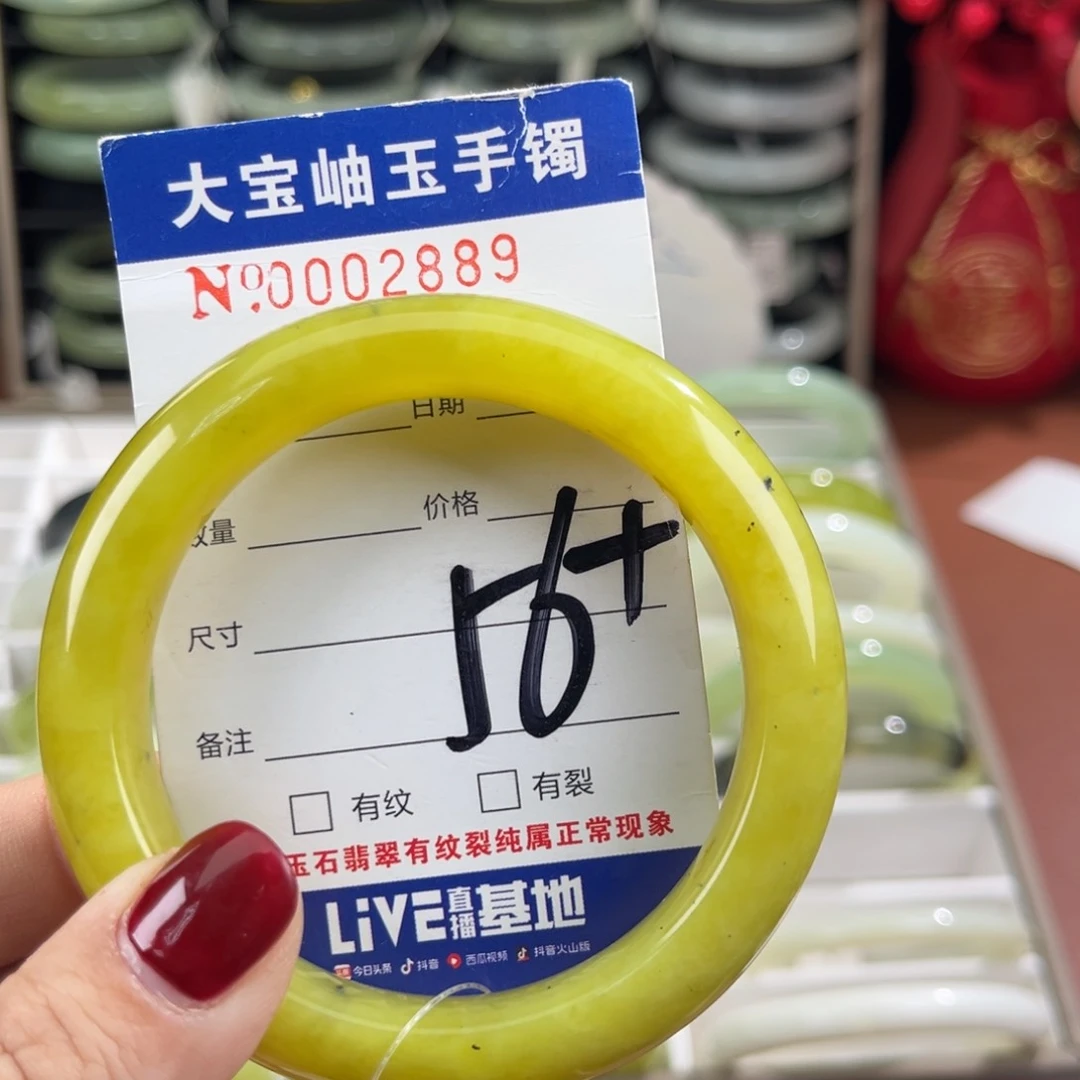 大宝岫玉手镯
№.0002889
日期
数量 价格
尺寸 56+
备注
有纹 有裂
玉石翡翠有纹裂纯属正常现象
LiVE直播基地
今日头条 抖音 西瓜视频 抖音火山版